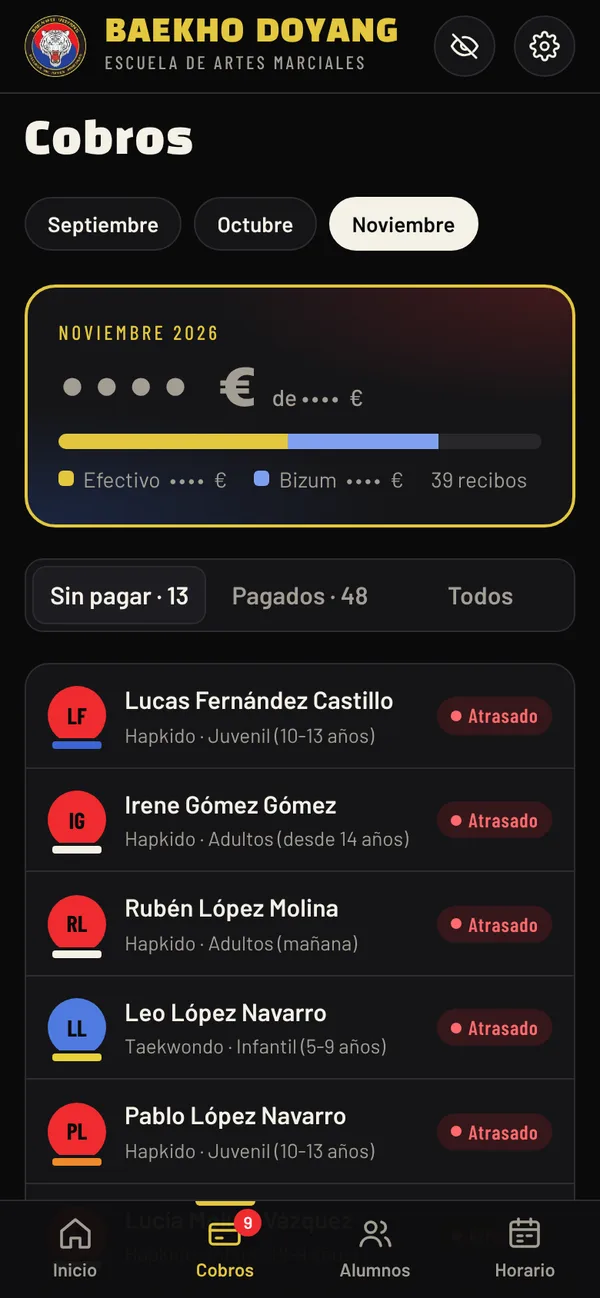 BAEKHO DOYANG
ESCUELA DE ARTES MARCIALES
Cobros
Septiembre
Octubre
Noviembre
NOVIEMBRE 2026
•••• € de •••• €
Efectivo •••• € Bizum •••• € 39 recibos
Sin pagar · 13
Pagados · 48
Todos
LF
Lucas Fernández Castillo
Hapkido · Juvenil (10-13 años)
Atrasado
IG
Irene Gómez Gómez
Hapkido · Adultos (desde 14 años)
Atrasado
RL
Rubén López Molina
Hapkido · Adultos (mañana)
Atrasado
LL
Leo López Navarro
Taekwondo · Infantil (5-9 años)
Atrasado
PL
Pablo López Navarro
Hapkido · Juvenil (10-13 años)
Atrasado
Lucía
Vázquez
9
Inicio
Cobros
Alumnos
Horario